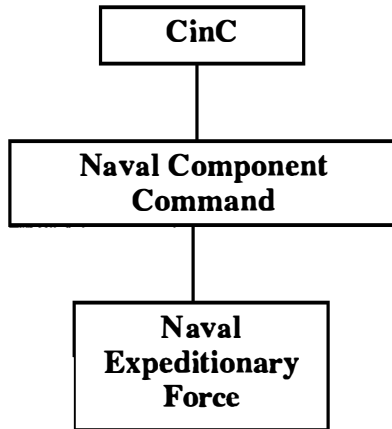 CinC
Naval Component
Command
Naval
Expeditionary
Force